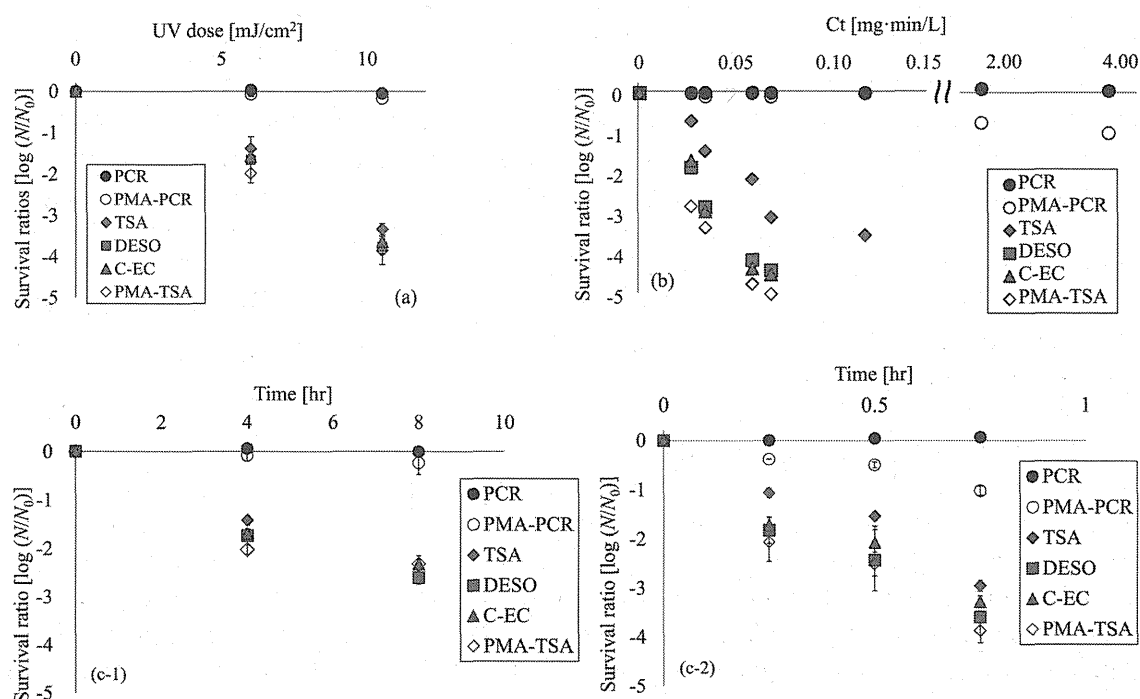 UV dose [mJ/cm²]
0 5 10
Survival ratios [log (N/N₀)]
0
-1
-2
-3
-4
-5
PCR
PMA-PCR
TSA
DESO
C-EC
PMA-TSA
(a)
Ct [mg·min/L]
0 0.05 0.10 0.15 2.00 4.00
Survival ratio [log (N/N₀)]
0
-1
-2
-3
-4
-5
PCR
PMA-PCR
TSA
DESO
C-EC
PMA-TSA
(b)
Time [hr]
0 2 4 6 8 10
Survival ratio [log (N/N₀)]
0
-1
-2
-3
-4
-5
PCR
PMA-PCR
TSA
DESO
C-EC
PMA-TSA
(c-1)
Time [hr]
0 0.5 1
Survival ratio [log (N/N₀)]
0
-1
-2
-3
-4
-5
PCR
PMA-PCR
TSA
DESO
C-EC
PMA-TSA
(c-2)